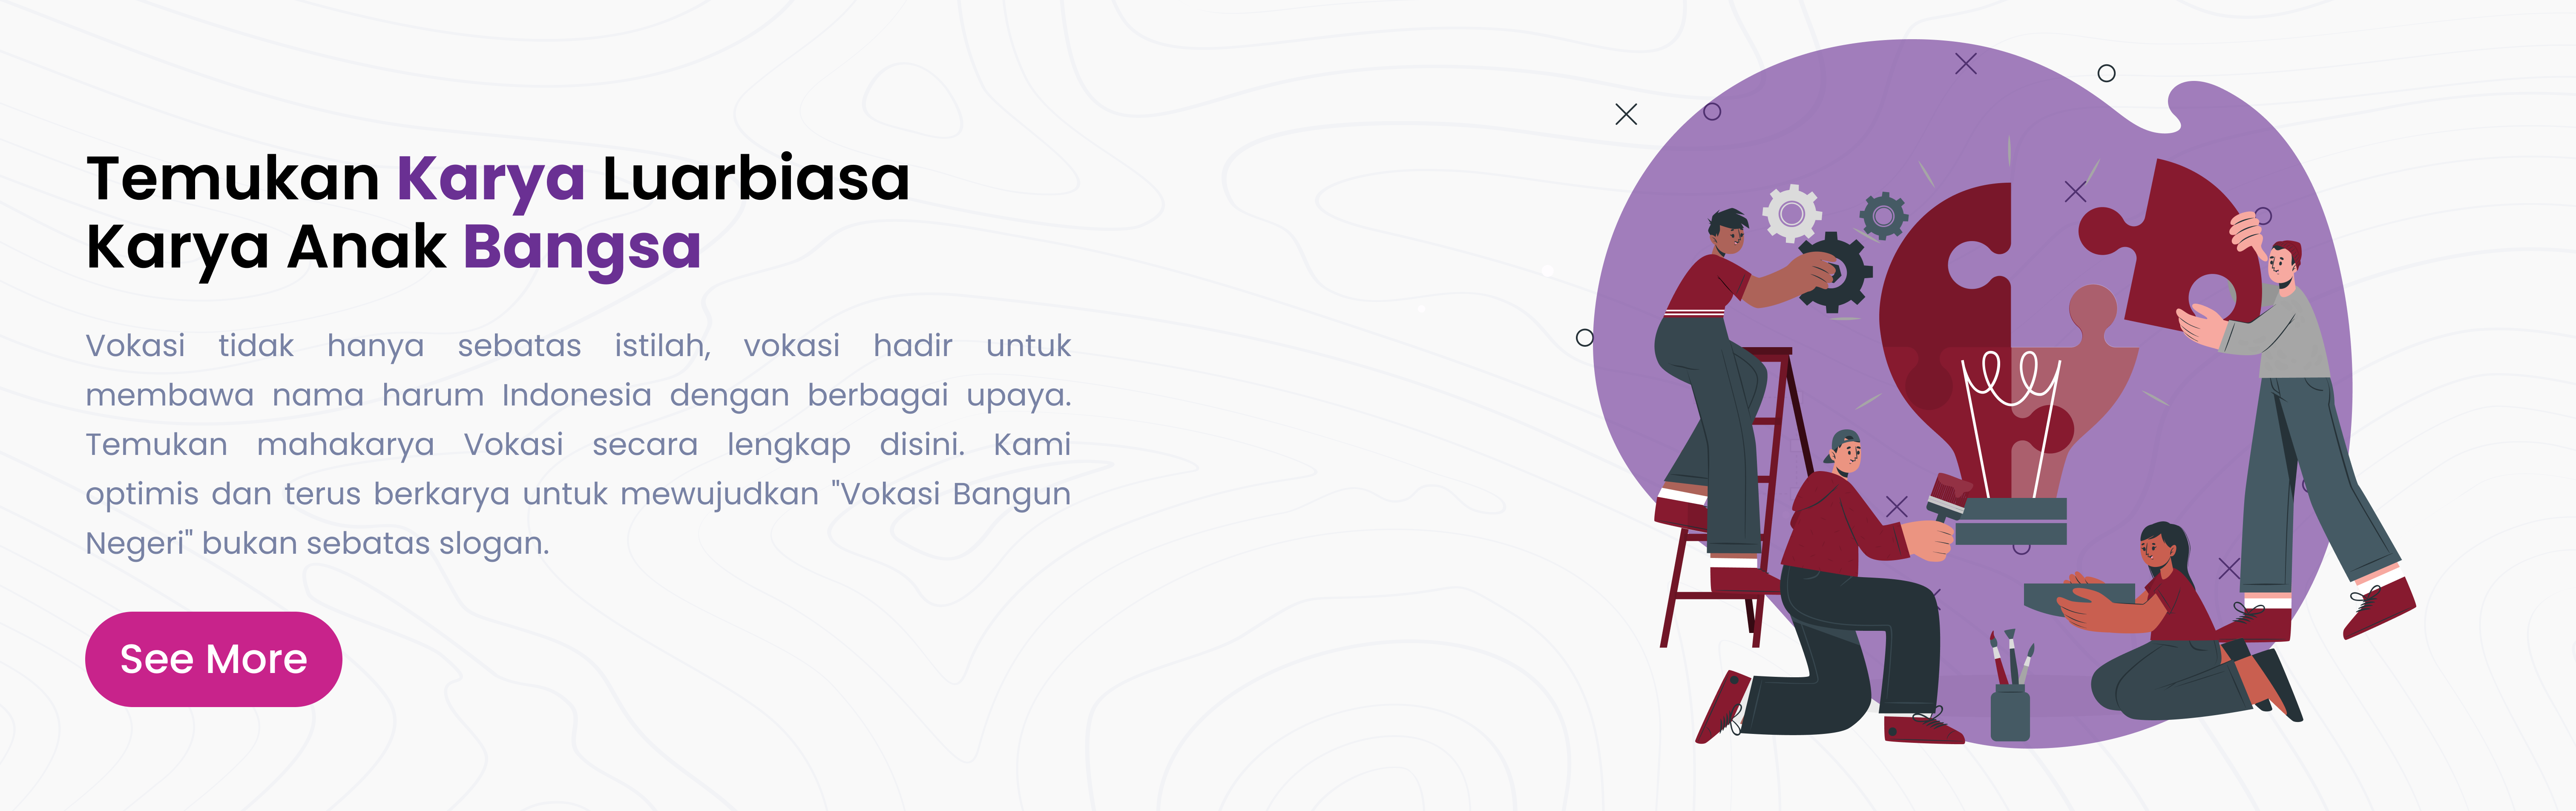 Temukan Karya Luarbiasa
Karya Anak Bangsa
Vokasi tidak hanya sebatas istilah, vokasi hadir untuk
membawa nama harum Indonesia dengan berbagai upaya.
Temukan mahakarya Vokasi secara lengkap disini. Kami
optimis dan terus berkarya untuk mewujudkan "Vokasi Bangun
Negeri" bukan sebatas slogan.
See More